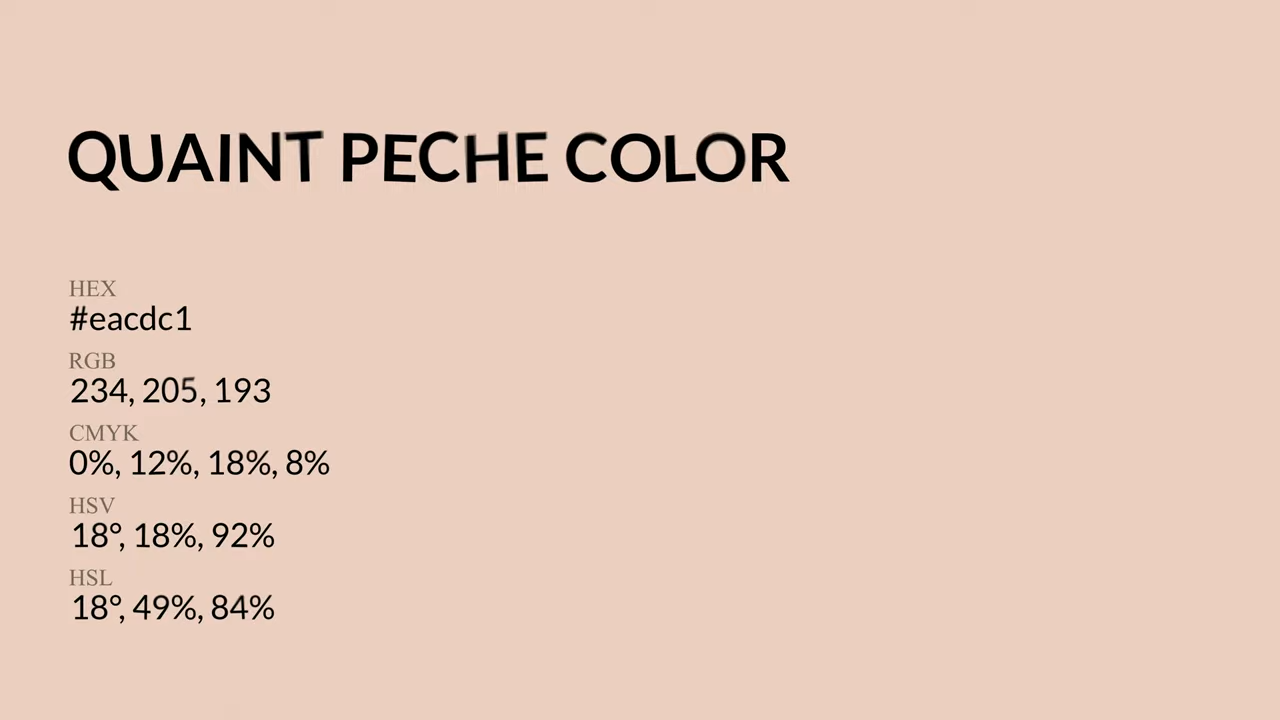 QUAINT PECHE COLOR
HEX
#eacdc1
RGB
234, 205, 193
CMYK
0%, 12%, 18%, 8%
HSV
18°, 18%, 92%
HSL
18°, 49%, 84%